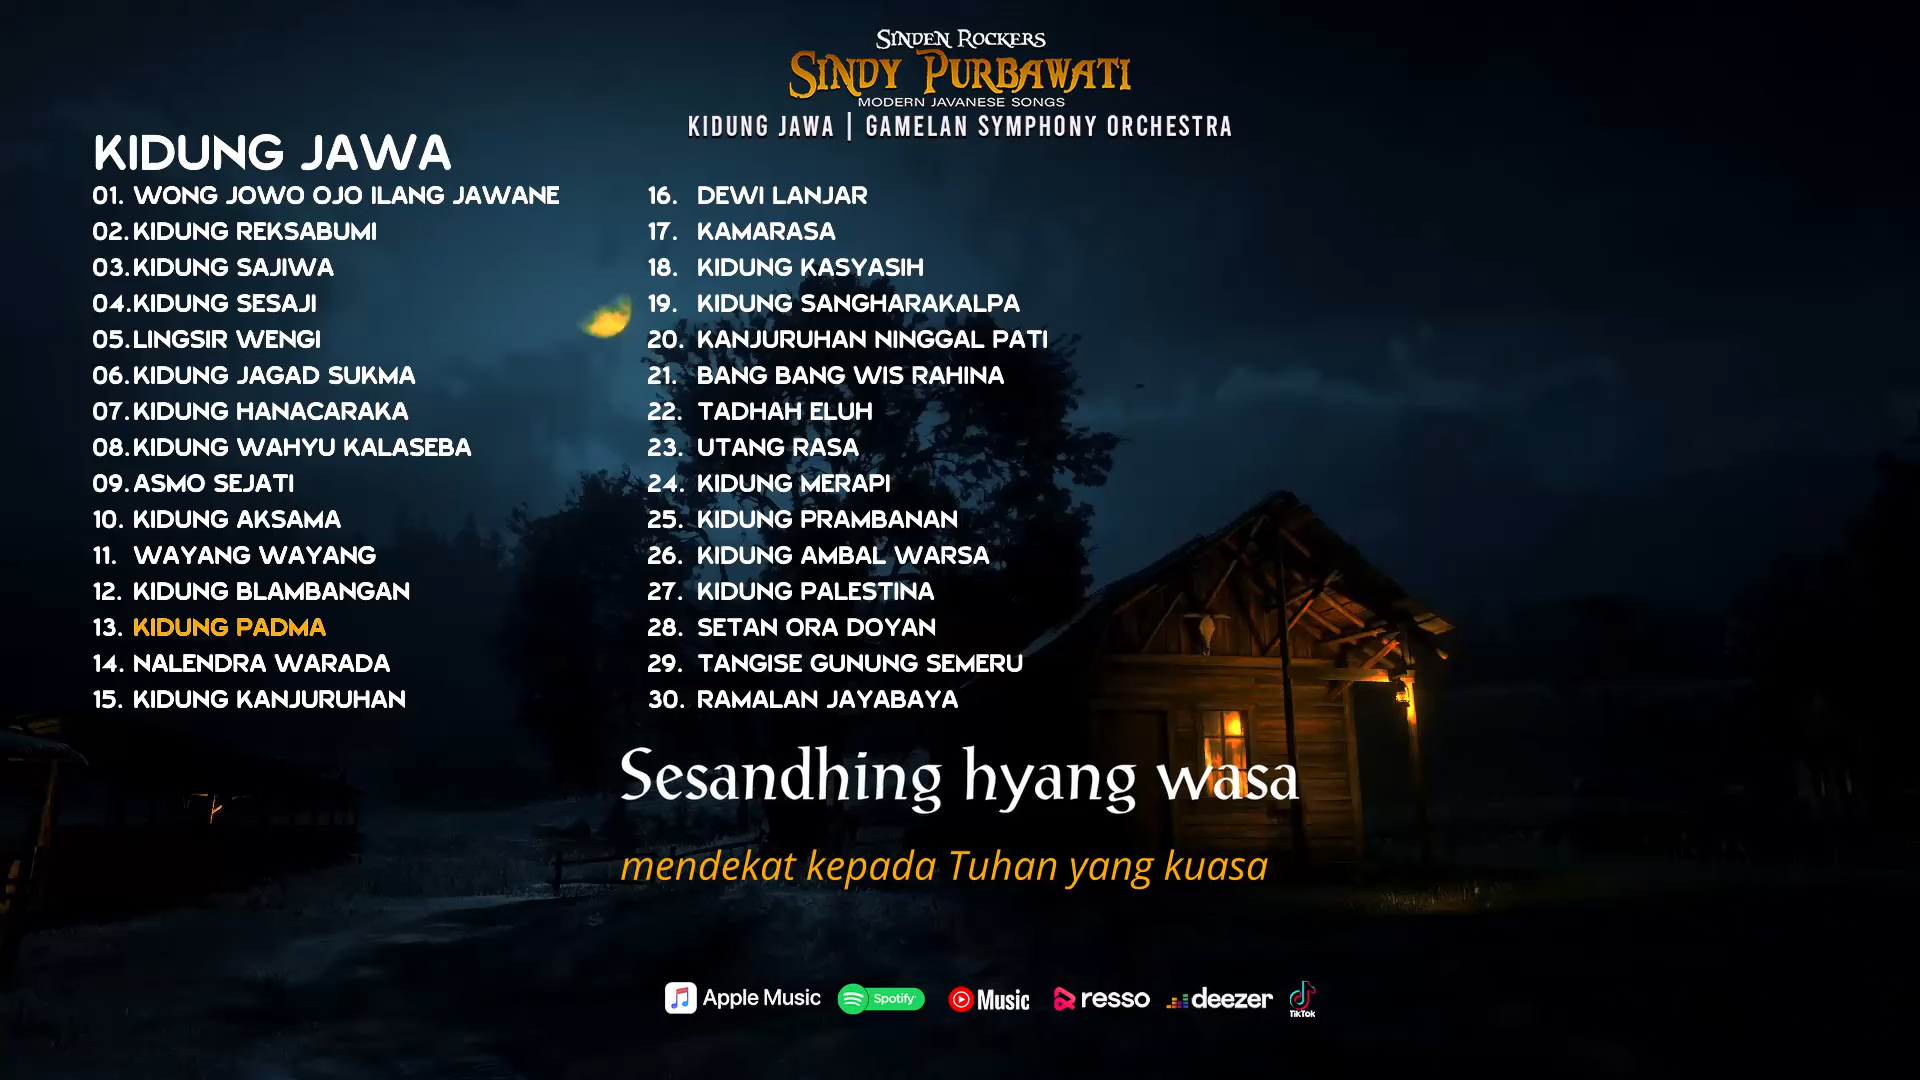 SINDEN ROCKERS
SINDY PURBAWATI
MODERN JAVANESE SONGS
KIDUNG JAWA | GAMELAN SYMPHONY ORCHESTRA
KIDUNG JAWA
01. WONG JOWO OJO ILANG JAWANE
02. KIDUNG REKSABUMI
03. KIDUNG SAJIWA
04. KIDUNG SESAJI
05. LINGSIR WENGI
06. KIDUNG JAGAD SUKMA
07. KIDUNG HANACARAKA
08. KIDUNG WAHYU KALASEBA
09. ASMO SEJATI
10. KIDUNG AKSAMA
11. WAYANG WAYANG
12. KIDUNG BLAMBANGAN
13. KIDUNG PADMA
14. NALENDRA WARADA
15. KIDUNG KANJURUHAN
16. DEWI LANJAR
17. KAMARASA
18. KIDUNG KASYASIH
19. KIDUNG SANGHARAKALPA
20. KANJURUHAN NINGGAL PATI
21. BANG BANG WIS RAHINA
22. TADHAH ELUH
23. UTANG RASA
24. KIDUNG MERAPI
25. KIDUNG PRAMBANAN
26. KIDUNG AMBAL WARSA
27. KIDUNG PALESTINA
28. SETAN ORA DOYAN
29. TANGISE GUNUNG SEMERU
30. RAMALAN JAYABAYA
Sesandhing hyang wasa
mendekat kepada Tuhan yang kuasa
Apple Music Spotify Music resso deezer TikTok